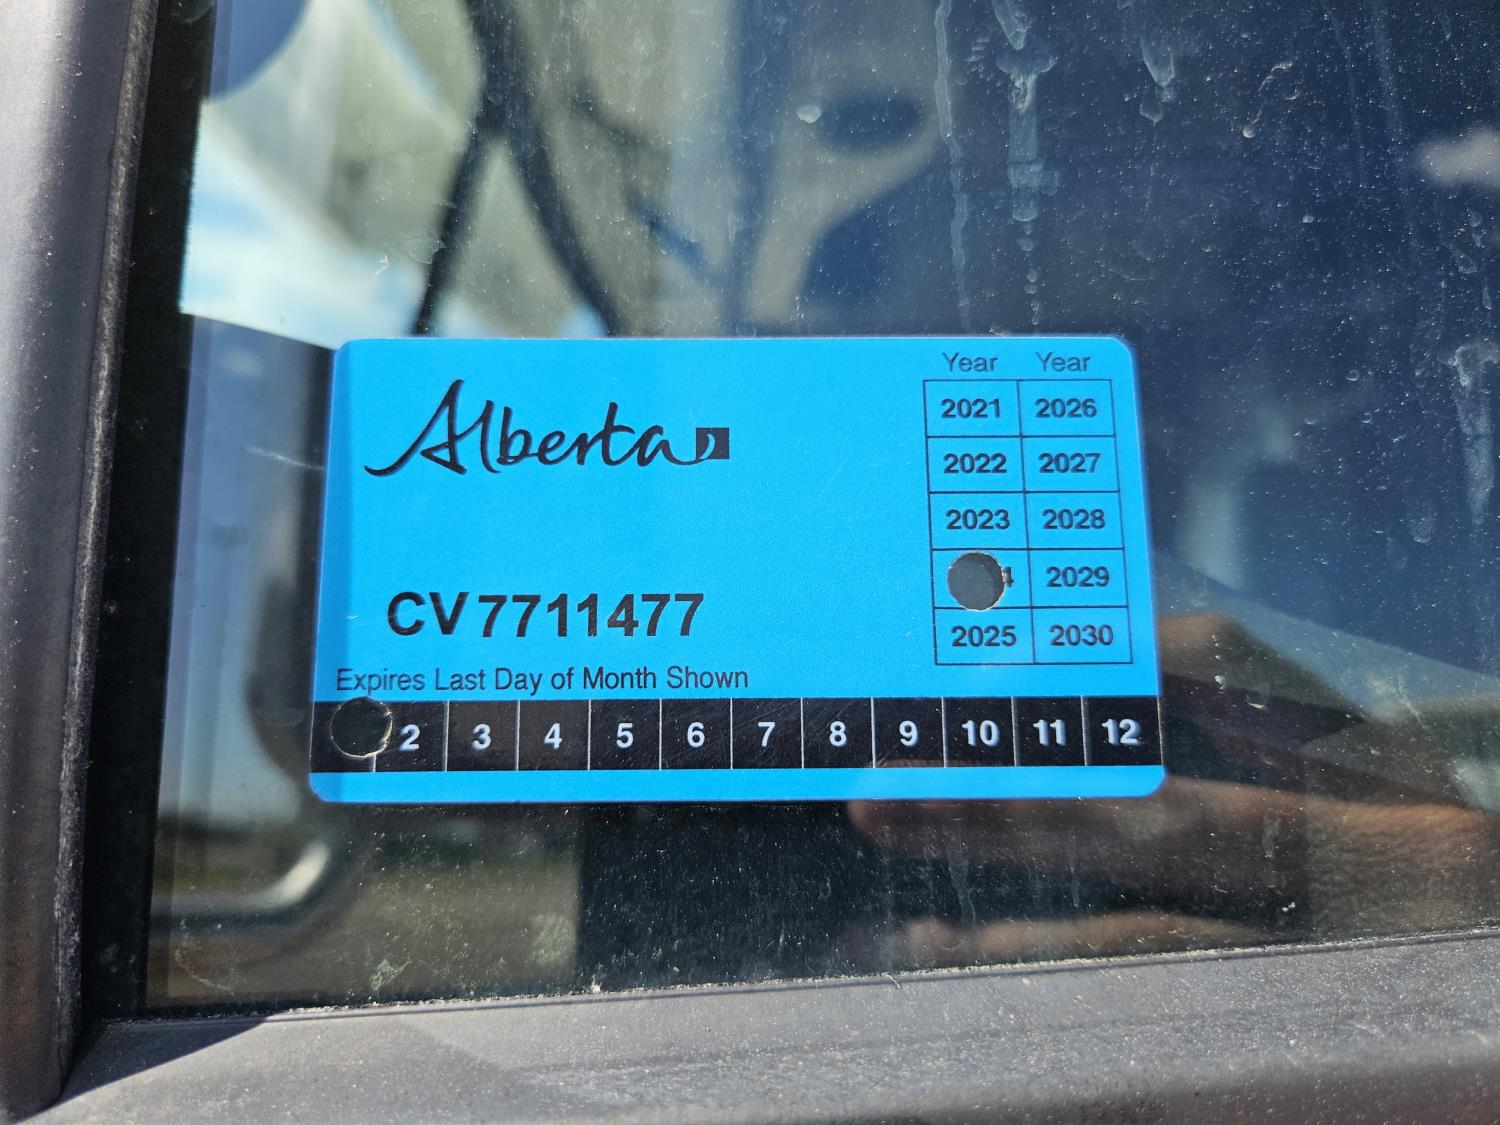 Alberta
Year Year
2021 2026
2022 2027
2023 2028
4 2029
2025 2030
CV7711477
Expires Last Day of Month Shown
2 3 4 5 6 7 8 9 10 11 12